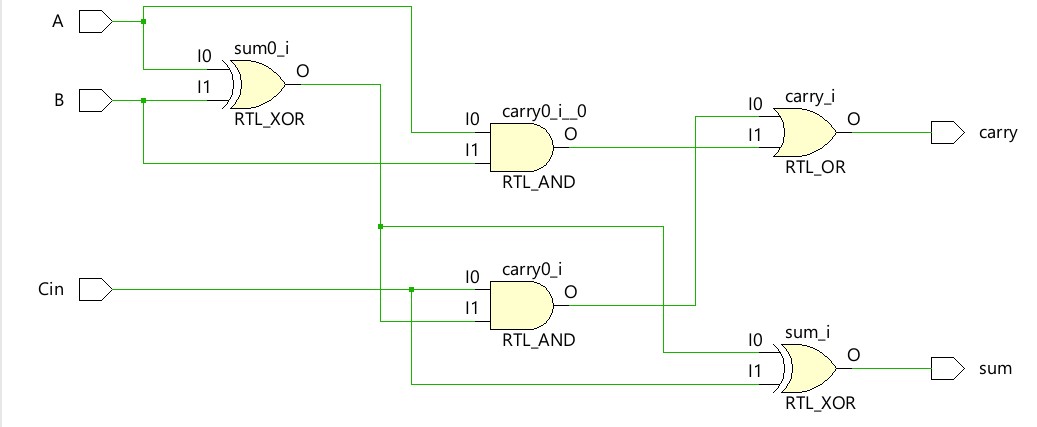 A
sum0_i
I0
O
I1
B
RTL_XOR
carry0_i__0
I0
O
I1
RTL_AND
carry_i
I0
O
I1
carry
RTL_OR
Cin
carry0_i
I0
O
I1
RTL_AND
sum_i
I0
O
I1
sum
RTL_XOR